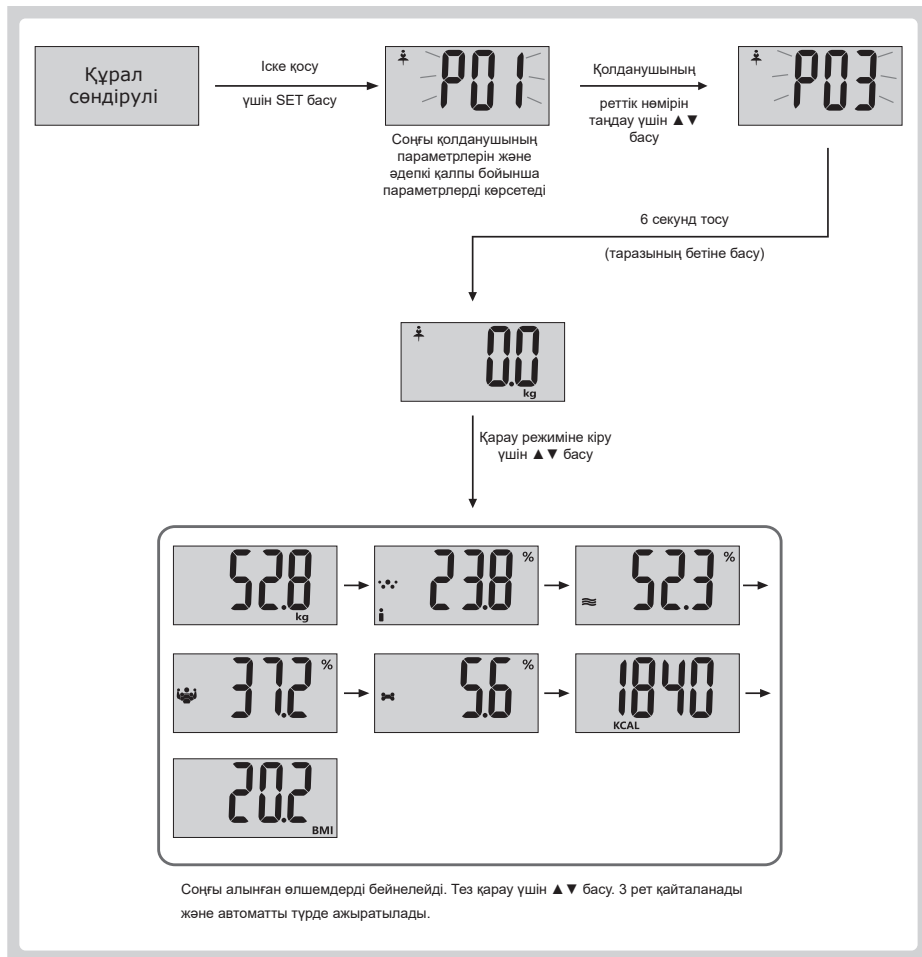 Құрал
сөндірулі
Іске қосу
үшін SET басу
P01
Соңғы қолданушының
параметрлерін және
әдепкі қалпы бойынша
параметрлерді көрсетеді
Қолданушының
реттік нөмірін
таңдау үшін ▲▼
басу
P03
6 секунд тосу
(таразының бетіне басу)
0.0
kg
Қарау режиміне кіру
үшін ▲▼ басу
52.8
kg
23.8 %
52.3 %
37.2 %
5.6 %
1840
KCAL
20.2
BMI
Соңғы алынған өлшемдерді бейнелейді. Тез қарау үшін ▲▼ басу. 3 рет қайталанады
және автоматты түрде ажыратылады.